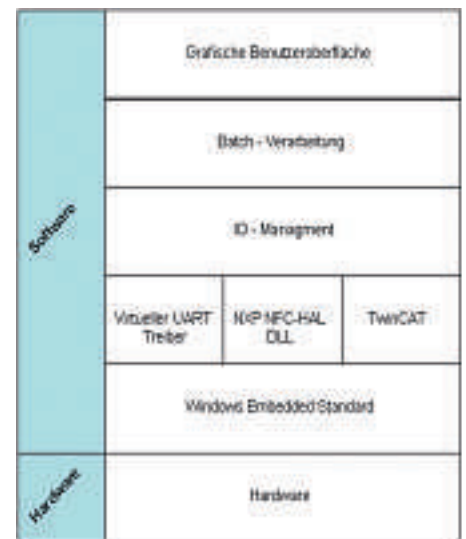 Grafische Benutzeroberfläche
Batch - Verarbeitung
Software
IO - Managment
Virtueller UART
Treiber
NXP NFC-HAL
DLL
TwinCAT
Windows Embedded Standard
Hardware
Hardware